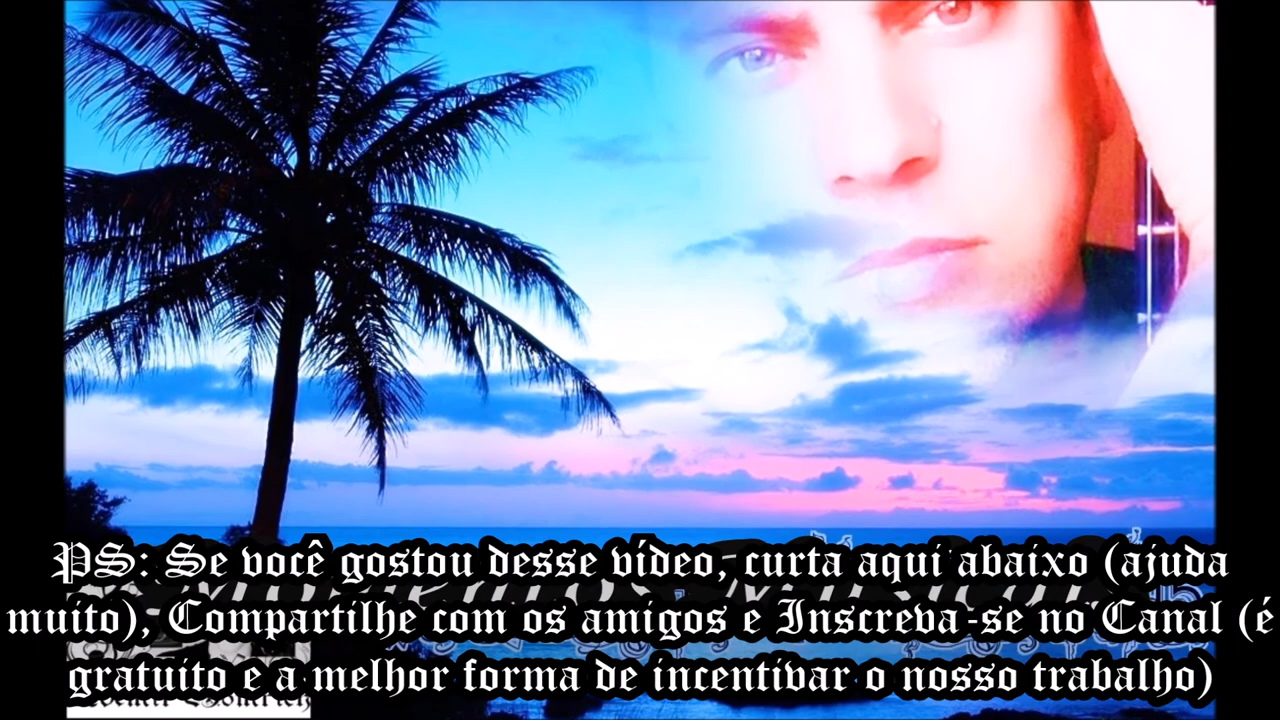 PS: Se você gostou desse vídeo, curta aqui abaixo (ajuda
muito), Compartilhe com os amigos e Inscreva-se no Canal (é
gratuito e a melhor forma de incentivar o nosso trabalho)